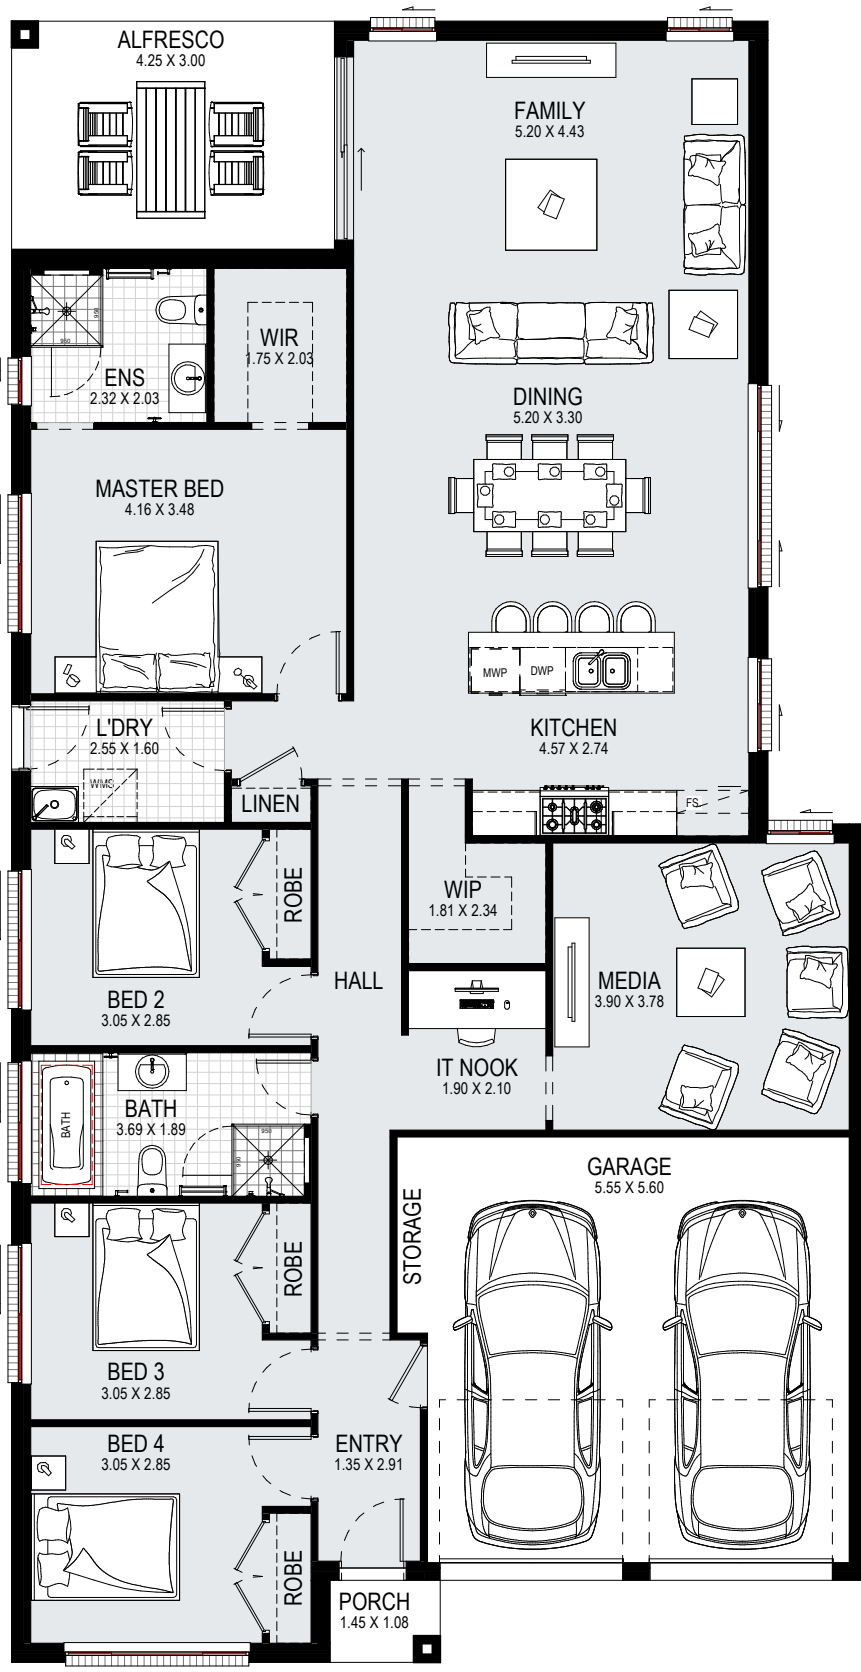 ALFRESCO
4.25 X 3.00
FAMILY
5.20 X 4.43
WIR
1.75 X 2.03
ENS
2.32 X 2.03
950
950
DINING
5.20 X 3.30
MASTER BED
4.16 X 3.48
MWP
DWP
L'DRY
2.55 X 1.60
WMS
KITCHEN
4.57 X 2.74
LINEN
FS
ROBE
WIP
1.81 X 2.34
BED 2
3.05 X 2.85
HALL
MEDIA
3.90 X 3.78
IT NOOK
1.90 X 2.10
BATH
BATH
3.69 X 1.89
950
950
GARAGE
5.55 X 5.60
STORAGE
ROBE
BED 3
3.05 X 2.85
BED 4
3.05 X 2.85
ENTRY
1.35 X 2.91
ROBE
PORCH
1.45 X 1.08